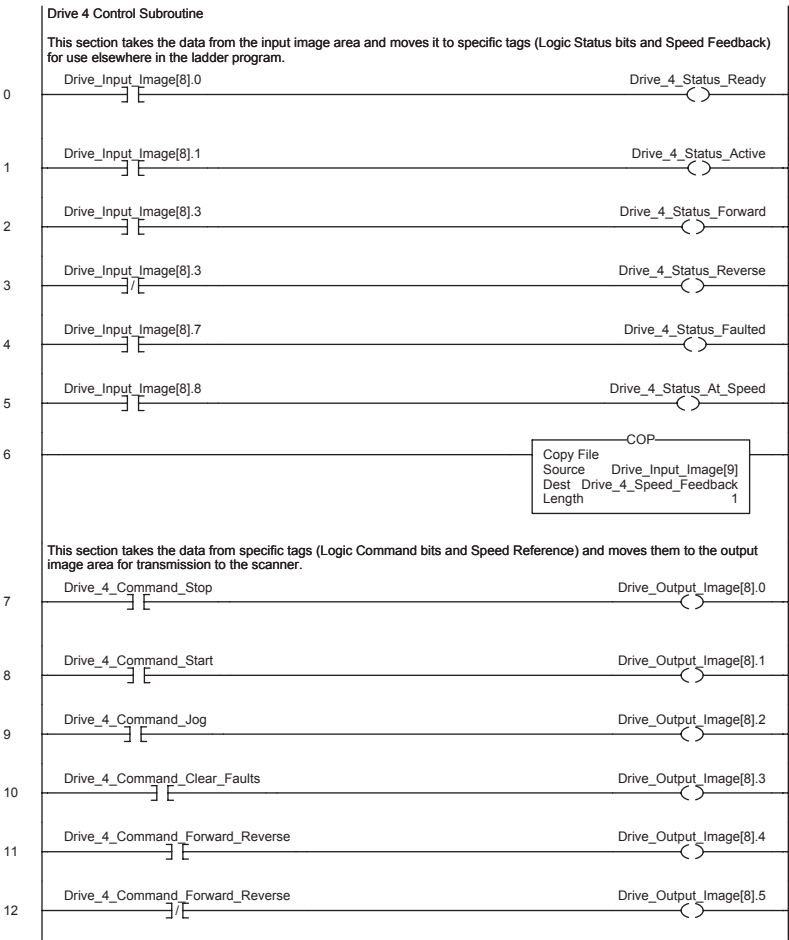 Drive 4 Control Subroutine
This section takes the data from the input image area and moves it to specific tags (Logic Status bits and Speed Feedback)
for use elsewhere in the ladder program.
Drive_Input_Image[8].0 Drive_4_Status_Ready
0
Drive_Input_Image[8].1 Drive_4_Status_Active
1
Drive_Input_Image[8].3 Drive_4_Status_Forward
2
Drive_Input_Image[8].3 Drive_4_Status_Reverse
3
Drive_Input_Image[8].7 Drive_4_Status_Faulted
4
Drive_Input_Image[8].8 Drive_4_Status_At_Speed
5
COP
6
Copy File
Source Drive_Input_Image[9]
Dest Drive_4_Speed_Feedback
Length 1
This section takes the data from specific tags (Logic Command bits and Speed Reference) and moves them to the output
image area for transmission to the scanner.
Drive_4_Command_Stop Drive_Output_Image[8].0
7
Drive_4_Command_Start Drive_Output_Image[8].1
8
Drive_4_Command_Jog Drive_Output_Image[8].2
9
Drive_4_Command_Clear_Faults Drive_Output_Image[8].3
10
Drive_4_Command_Forward_Reverse Drive_Output_Image[8].4
11
Drive_4_Command_Forward_Reverse Drive_Output_Image[8].5
12